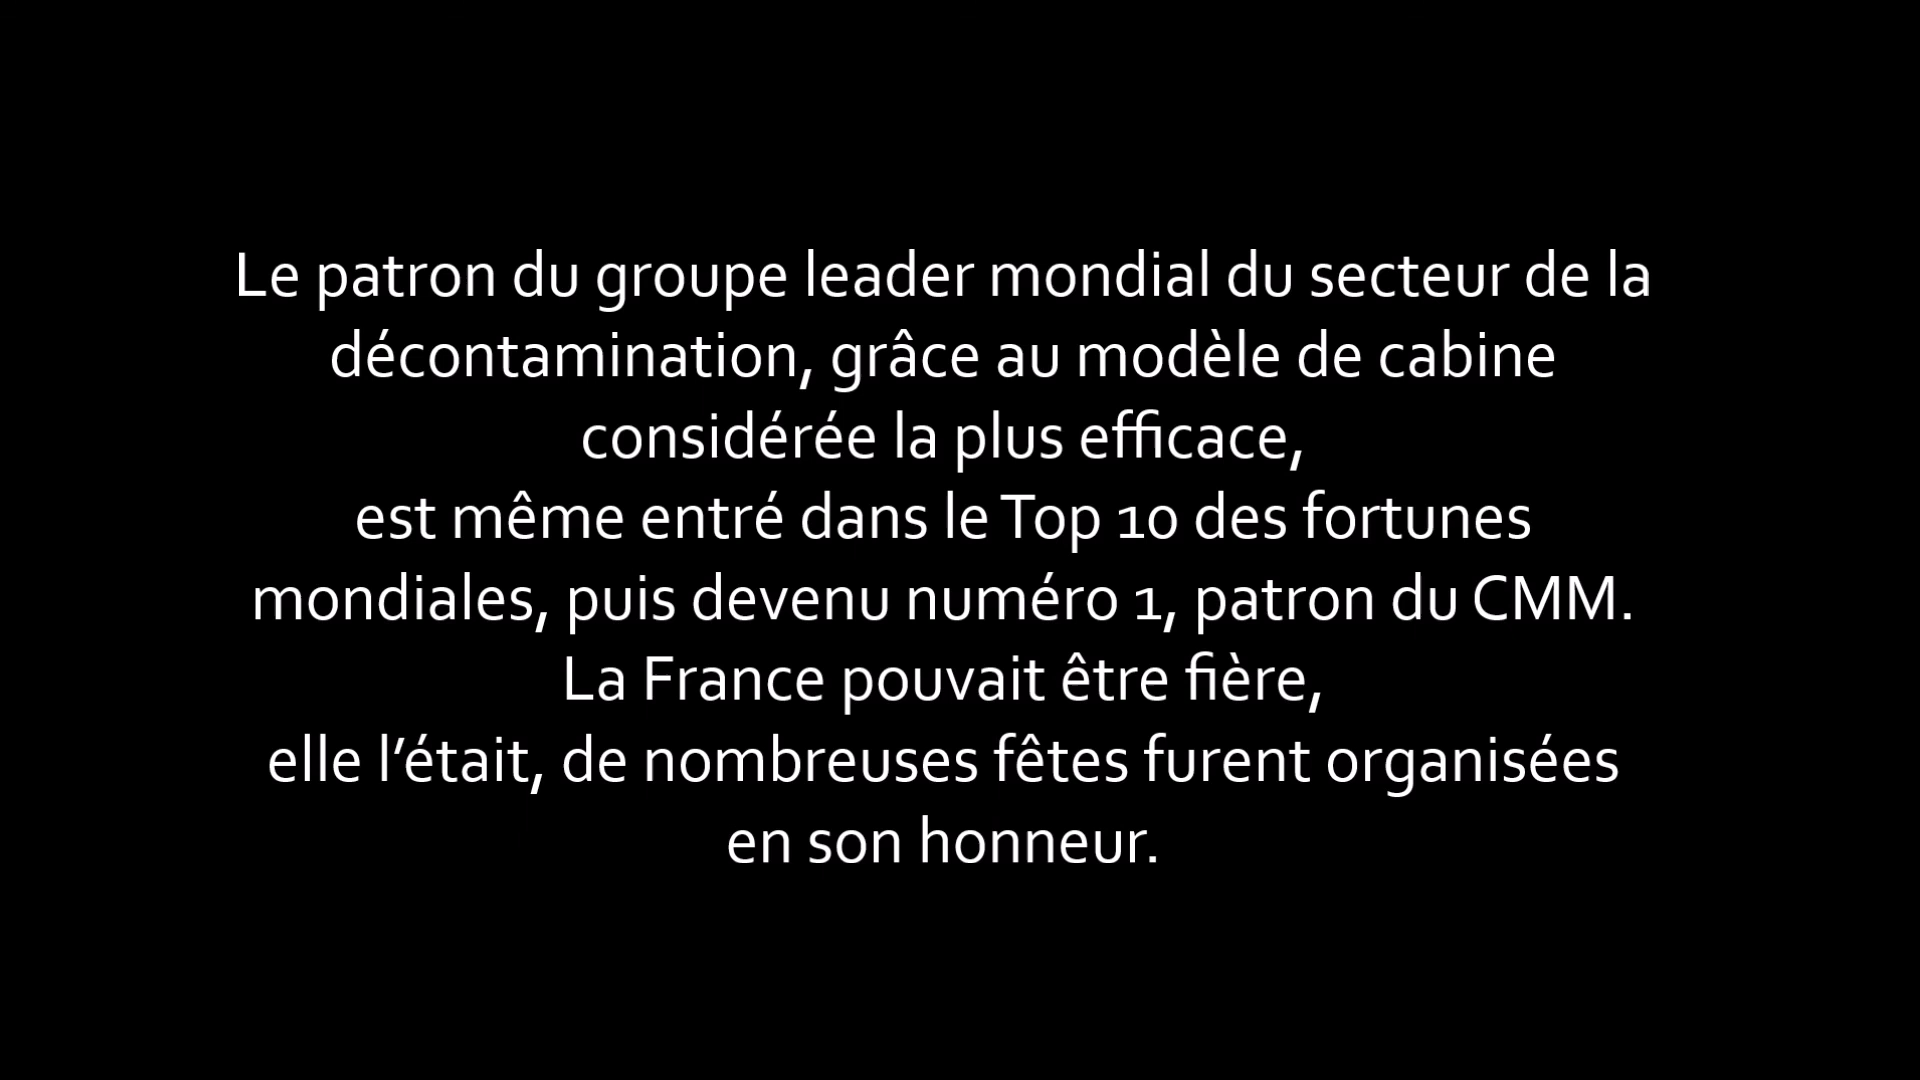 Le patron du groupe leader mondial du secteur de la
décontamination, grâce au modèle de cabine
considérée la plus efficace,
est même entré dans le Top 10 des fortunes
mondiales, puis devenu numéro 1, patron du CMM.
La France pouvait être fière,
elle l’était, de nombreuses fêtes furent organisées
en son honneur.